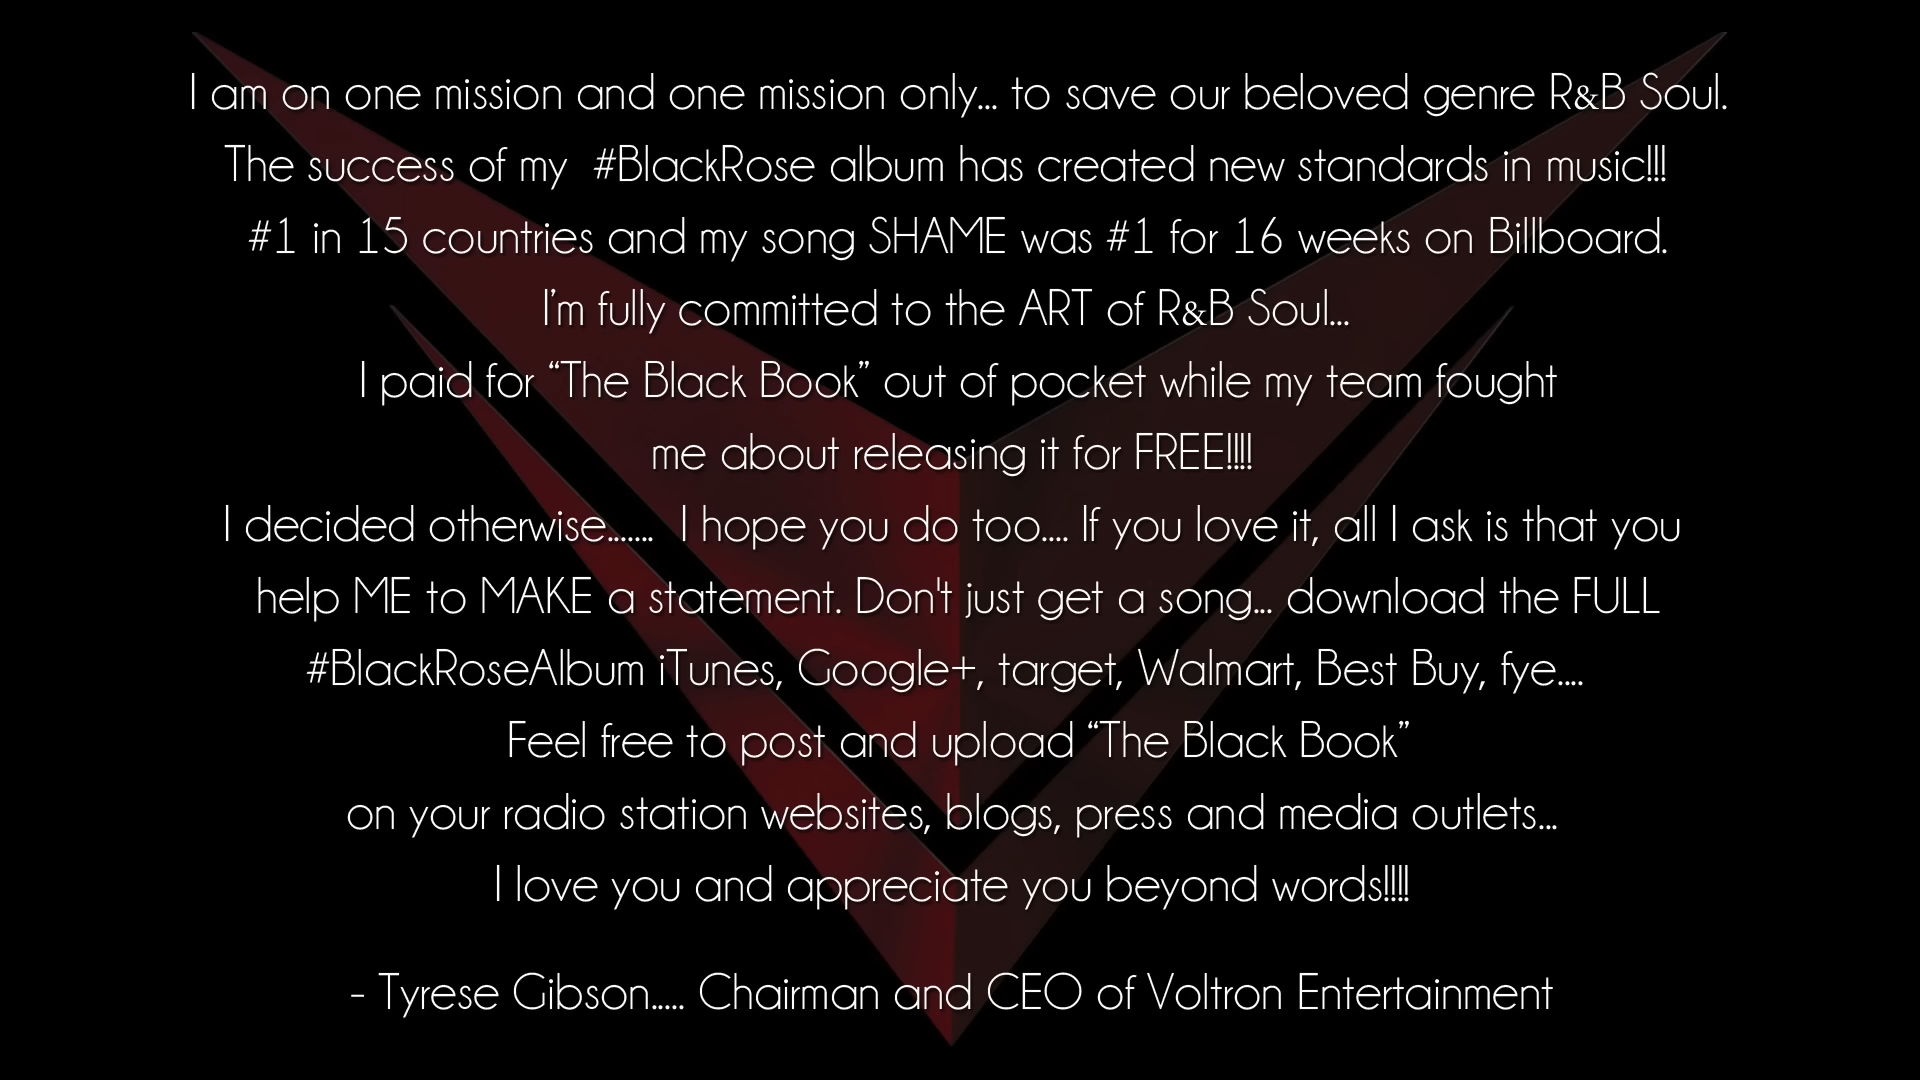 I am on one mission and one mission only... to save our beloved genre R&B Soul.
The success of my  #BlackRose album has created new standards in music!!!
#1 in 15 countries and my song SHAME was #1 for 16 weeks on Billboard.
I’m fully committed to the ART of R&B Soul...
I paid for “The Black Book” out of pocket while my team fought
me about releasing it for FREE!!!!
I decided otherwise.......  I hope you do too.... If you love it, all I ask is that you
help ME to MAKE a statement. Don't just get a song... download the FULL
#BlackRoseAlbum iTunes, Google+, target, Walmart, Best Buy, fye....
Feel free to post and upload “The Black Book”
on your radio station websites, blogs, press and media outlets...
I love you and appreciate you beyond words!!!!
- Tyrese Gibson..... Chairman and CEO of Voltron Entertainment